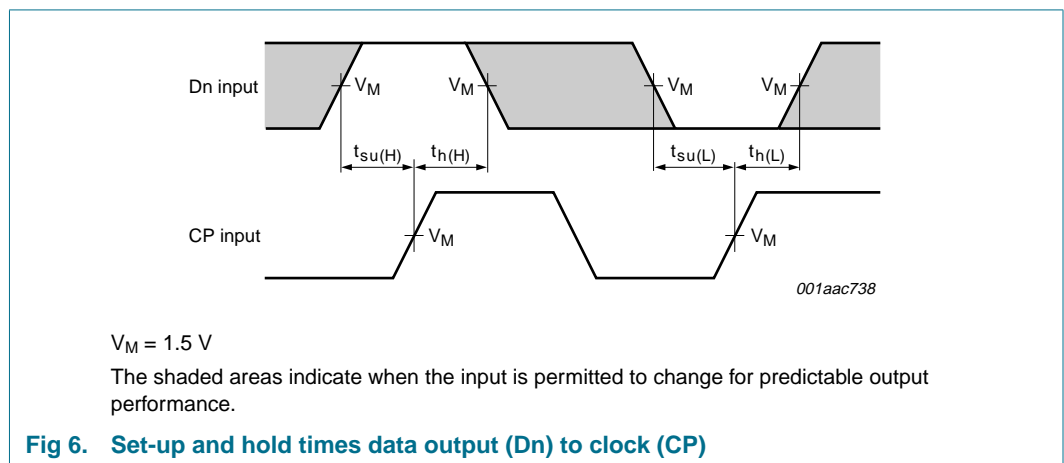 Dn input
VM VM VM VM
tsu(H) th(H) tsu(L) th(L)
CP input
VM VM
001aac738
VM = 1.5 V
The shaded areas indicate when the input is permitted to change for predictable output
performance.
Fig 6. Set-up and hold times data output (Dn) to clock (CP)